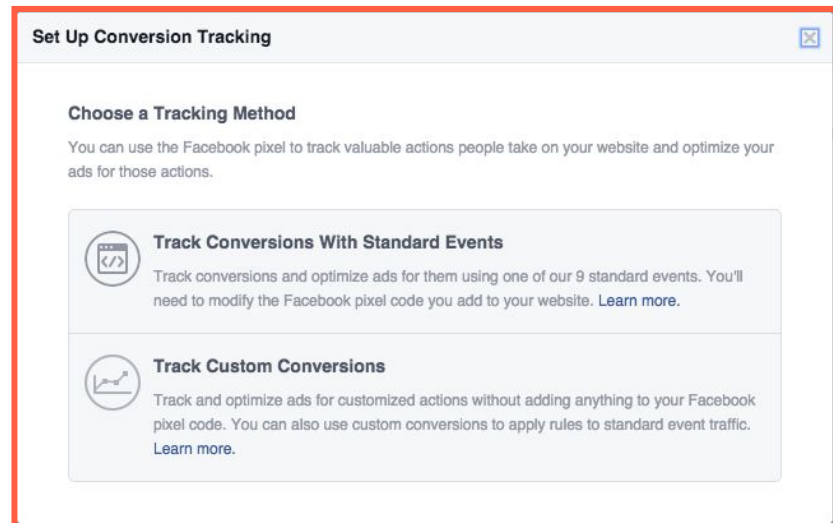 Set Up Conversion Tracking
Choose a Tracking Method
You can use the Facebook pixel to track valuable actions people take on your website and optimize your
ads for those actions.
Track Conversions With Standard Events
Track conversions and optimize ads for them using one of our 9 standard events. You'll
need to modify the Facebook pixel code you add to your website. Learn more.
Track Custom Conversions
Track and optimize ads for customized actions without adding anything to your Facebook
pixel code. You can also use custom conversions to apply rules to standard event traffic.
Learn more.